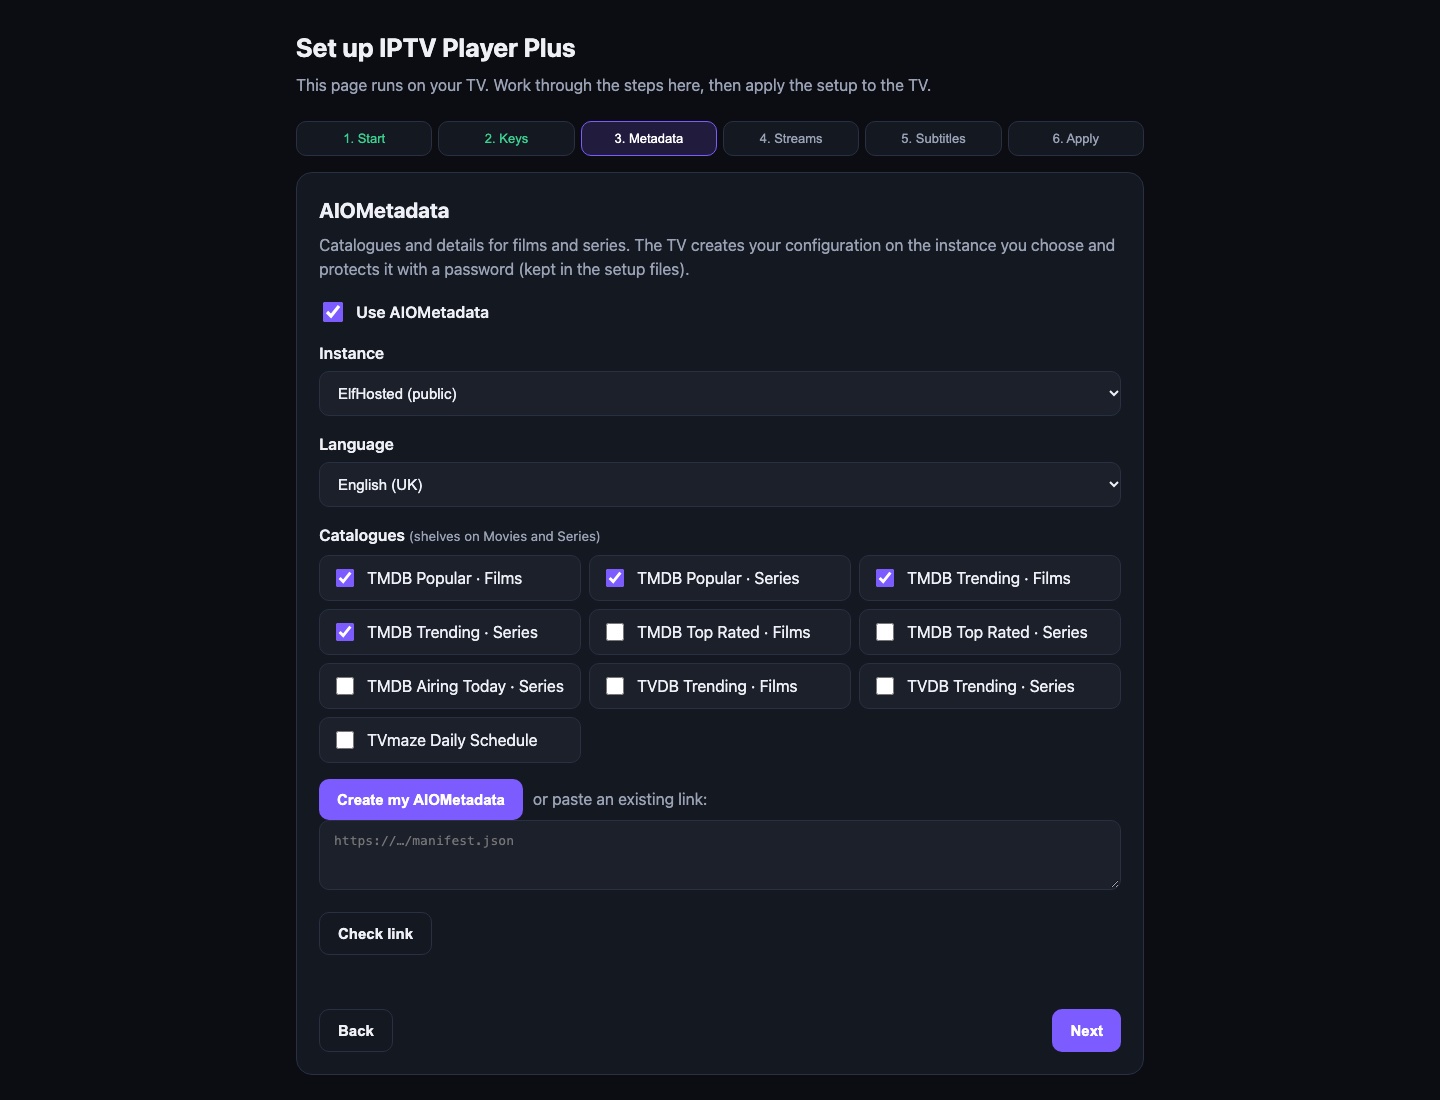 Set up IPTV Player Plus
This page runs on your TV. Work through the steps here, then apply the setup to the TV.
1. Start
2. Keys
3. Metadata
4. Streams
5. Subtitles
6. Apply
AIOMetadata
Catalogues and details for films and series. The TV creates your configuration on the instance you choose and
protects it with a password (kept in the setup files).
Use AIOMetadata
Instance
ElfHosted (public)
Language
English (UK)
Catalogues (shelves on Movies and Series)
TMDB Popular · Films
TMDB Popular · Series
TMDB Trending · Films
TMDB Trending · Series
TMDB Top Rated · Films
TMDB Top Rated · Series
TMDB Airing Today · Series
TVDB Trending · Films
TVDB Trending · Series
TVmaze Daily Schedule
Create my AIOMetadata
or paste an existing link:
https://…/manifest.json
Check link
Back
Next